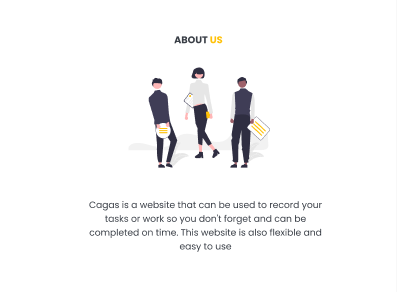 ABOUT US
Cagas is a website that can be used to record your
tasks or work so you don't forget and can be
completed on time. This website is also flexible and
easy to use